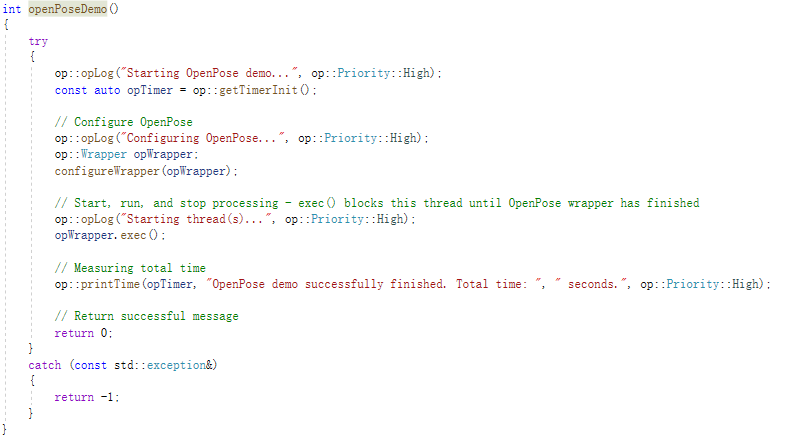 int openPoseDemo()
{
    try
    {
        op::opLog("Starting OpenPose demo...", op::Priority::High);
        const auto opTimer = op::getTimerInit();

        // Configure OpenPose
        op::opLog("Configuring OpenPose...", op::Priority::High);
        op::Wrapper opWrapper;
        configureWrapper(opWrapper);

        // Start, run, and stop processing - exec() blocks this thread until OpenPose wrapper has finished
        op::opLog("Starting thread(s)...", op::Priority::High);
        opWrapper.exec();

        // Measuring total time
        op::printTime(opTimer, "OpenPose demo successfully finished. Total time: ", " seconds.", op::Priority::High);

        // Return successful message
        return 0;
    }
    catch (const std::exception&)
    {
        return -1;
    }
}